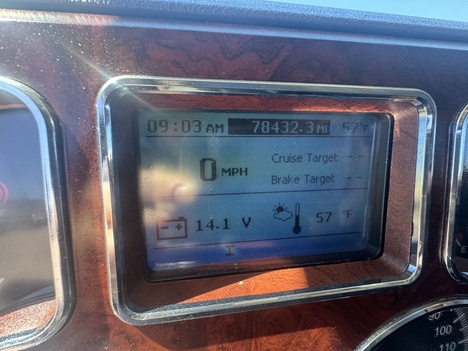 09:03 AM 78432.3 MI 57°F
0 MPH
Cruise Target - -
Brake Target - -
- + 14.1 V 57 °F
90
100
110